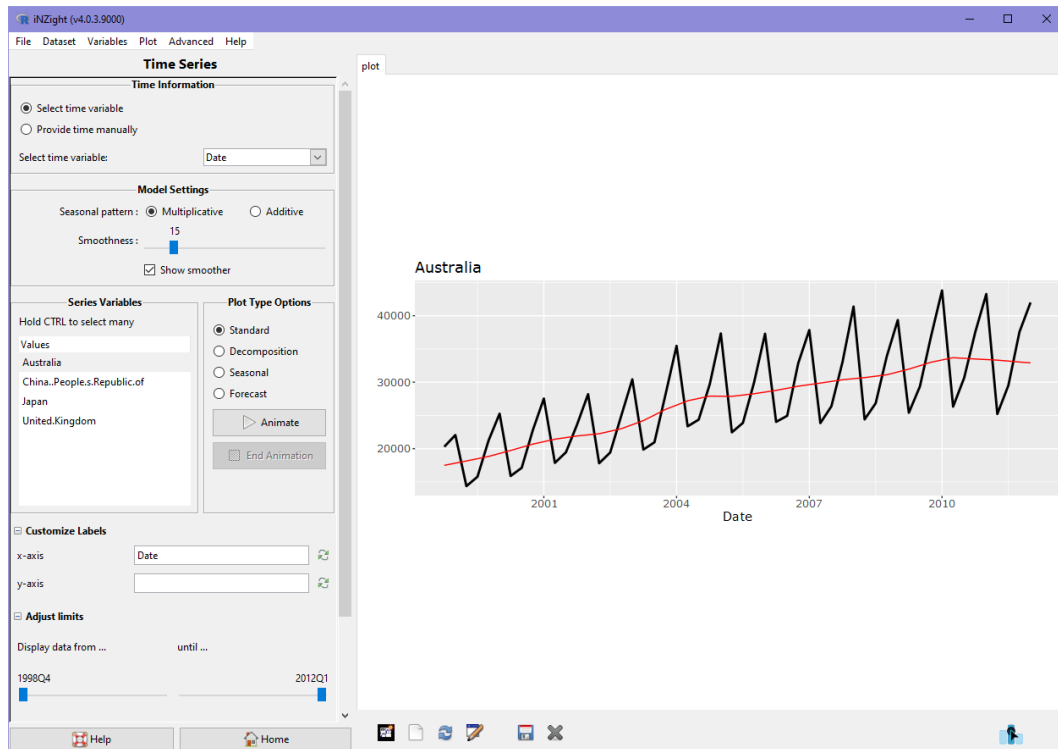 iNZight (v4.0.3.9000)
File Dataset Variables Plot Advanced Help
Time Series
Time Information
Select time variable
Provide time manually
Select time variable: Date
Model Settings
Seasonal pattern : Multiplicative Additive
15
Smoothness :
Show smoother
Series Variables
Hold CTRL to select many
Values
Australia
China..People.s.Republic.of
Japan
United.Kingdom
Plot Type Options
Standard
Decomposition
Seasonal
Forecast
Animate
End Animation
Customize Labels
x-axis Date
y-axis
Adjust limits
Display data from ... until ...
1998Q4 2012Q1
Help Home
plot
Australia
40000
30000
20000
2001 2004 2007 2010
Date